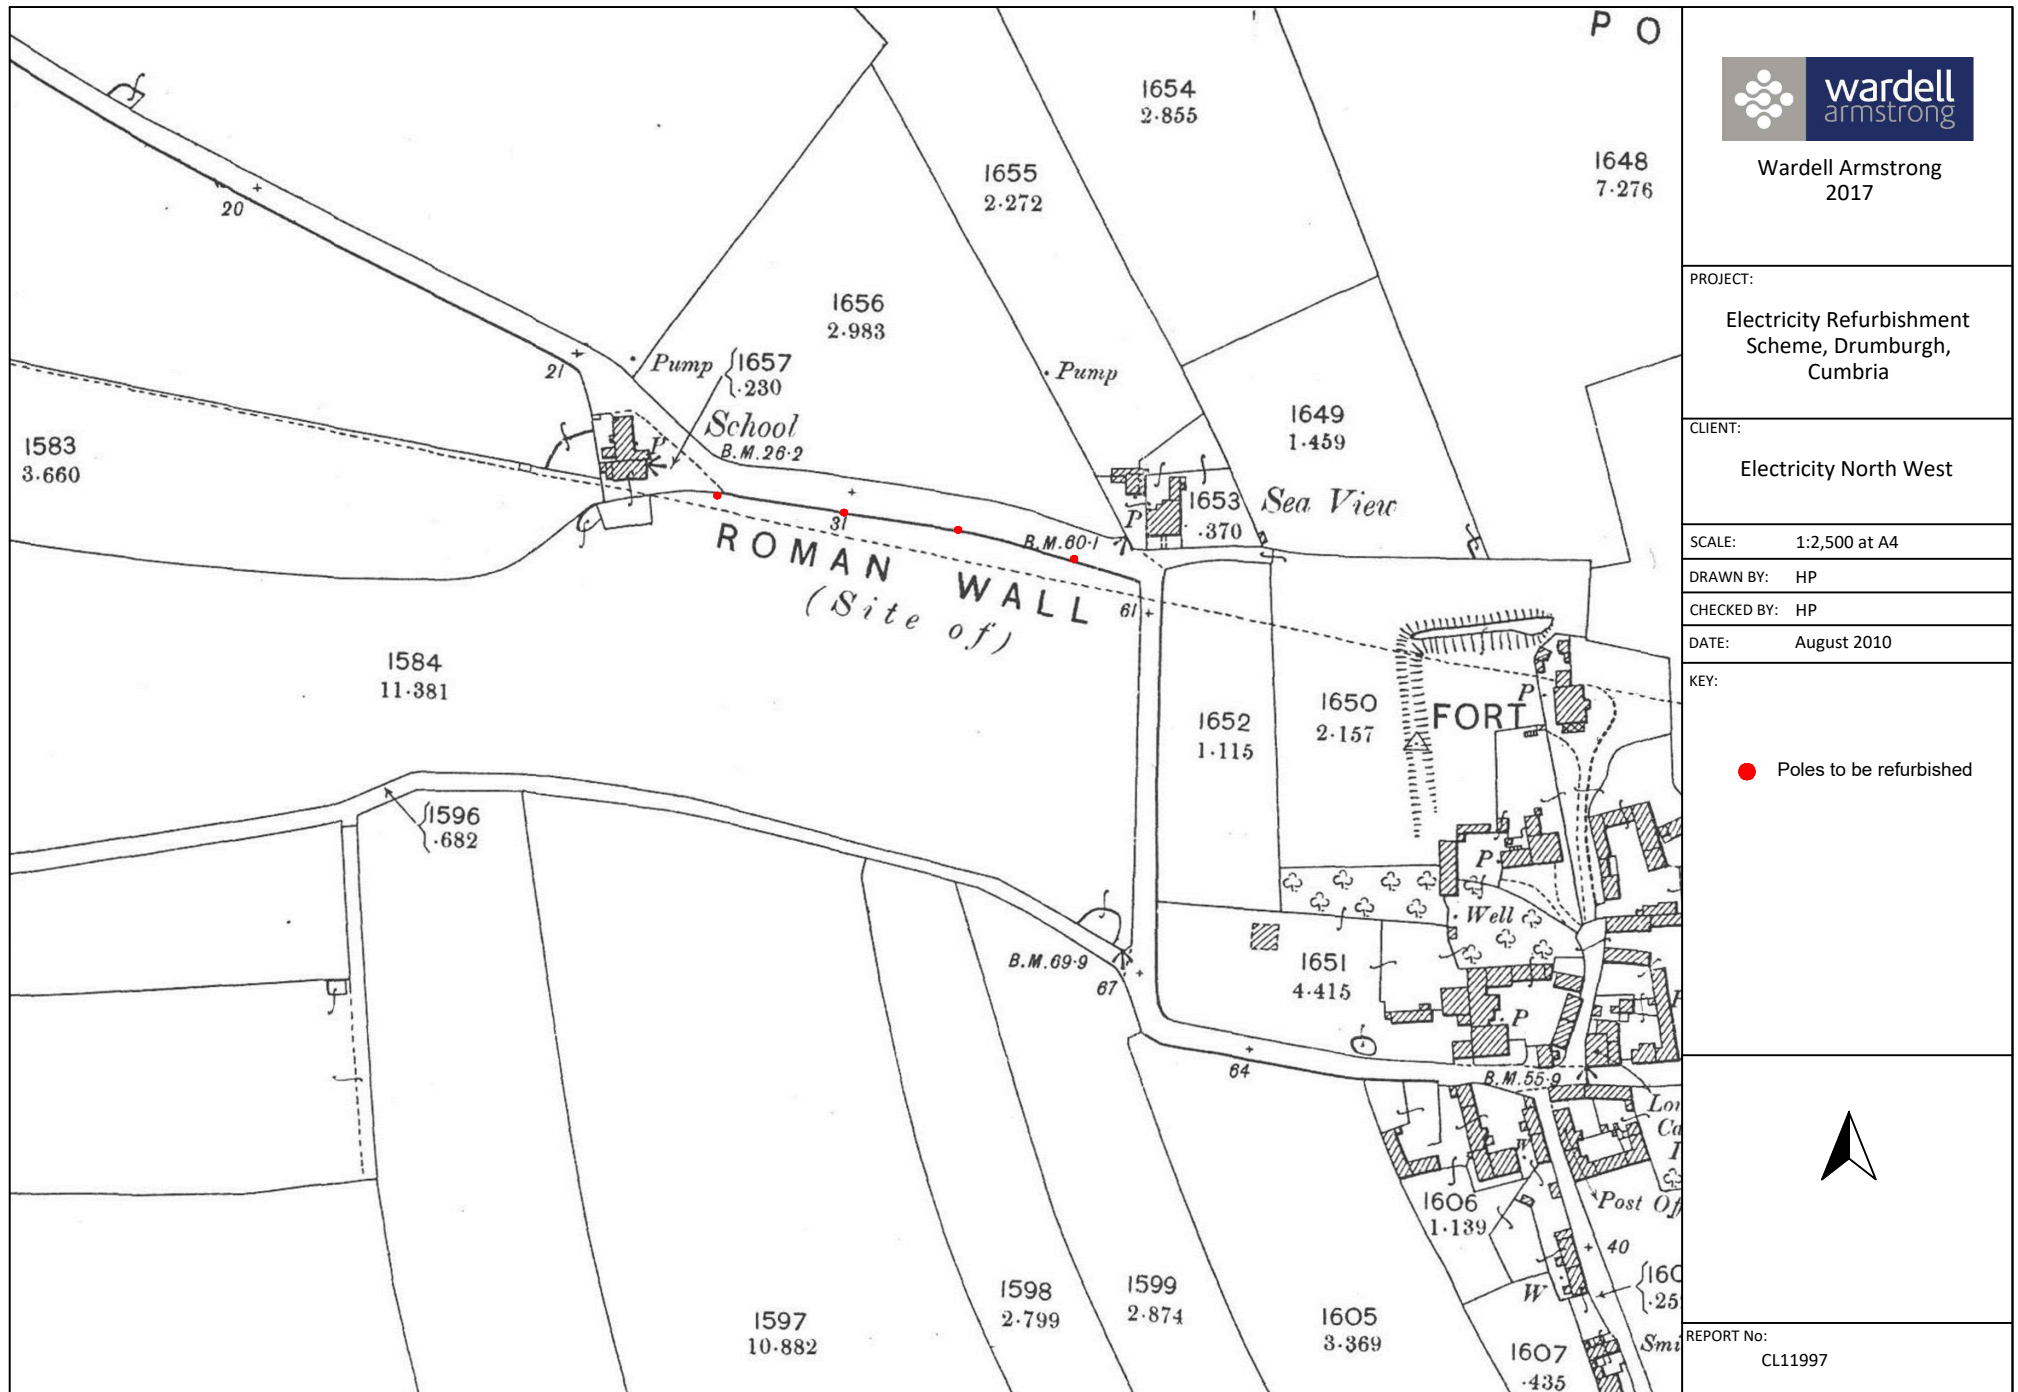 P O
1654
2·855
1655
2·272
1648
7·276
20
1656
2·983
Pump
{1657
·230
21
Pump
School
B.M.26·2
P
1583
3·660
1649
1·459
1653
·370
Sea View
P
31
B.M.60·1
ROMAN WALL
(Site of)
61
1584
11·381
1652
1·115
1650
2·157
FORT
P
{1596
·682
P
Well
B.M.69·9
67
1651
4·415
P
64
B.M.55·9
Post
W
1606
1·139
40
W
1597
10·882
1598
2·799
1599
2·874
1605
3·369
1607
·435
wardell
armstrong
Wardell Armstrong
2017
PROJECT:
Electricity Refurbishment
Scheme, Drumburgh,
Cumbria
CLIENT:
Electricity North West
SCALE: 1:2,500 at A4
DRAWN BY: HP
CHECKED BY: HP
DATE: August 2010
KEY:
Poles to be refurbished
REPORT No:
CL11997